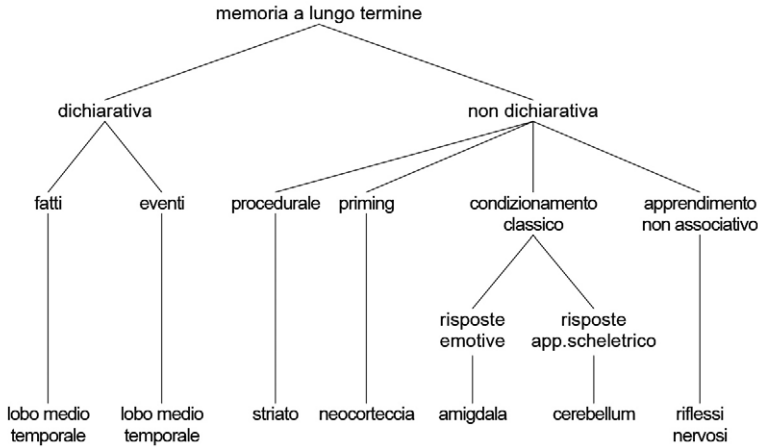 memoria a lungo termine
dichiarativa
non dichiarativa
fatti
eventi
procedurale
priming
condizionamento
classico
apprendimento
non associativo
risposte
emotive
risposte
app.scheletrico
lobo medio
temporale
lobo medio
temporale
striato
neocorteccia
amigdala
cerebellum
riflessi
nervosi